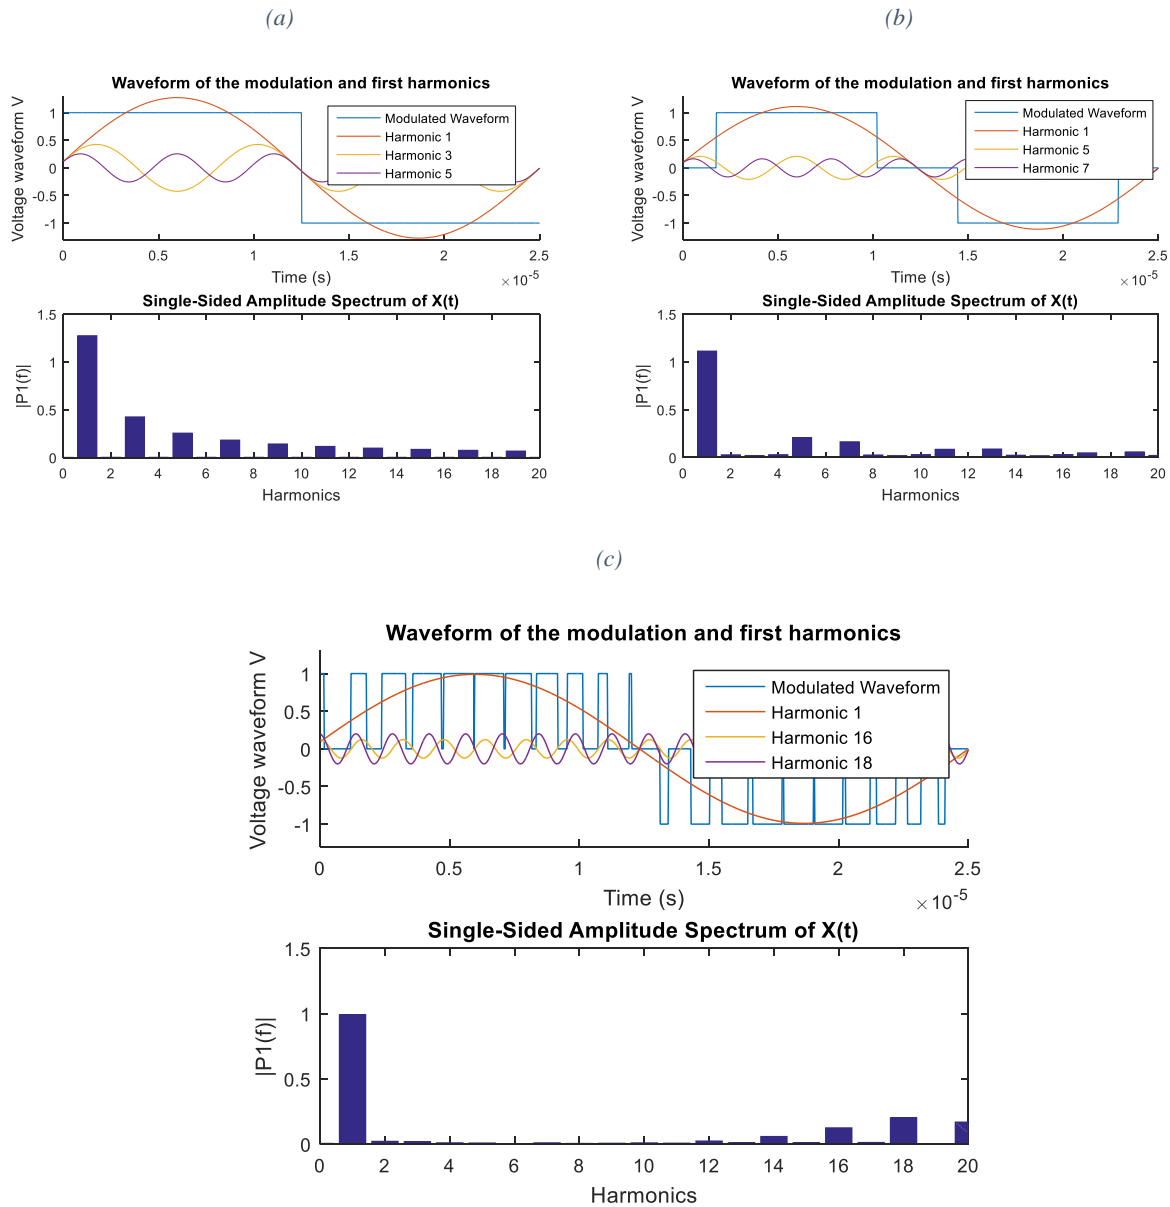 (a)
Waveform of the modulation and first harmonics
Voltage waveform V
1
0.5
0
-0.5
-1
Modulated Waveform
Harmonic 1
Harmonic 3
Harmonic 5
0 0.5 1 1.5 2 2.5
Time (s)
×10-5
Single-Sided Amplitude Spectrum of X(t)
|P1(f)|
1.5
1
0.5
0
0 2 4 6 8 10 12 14 16 18 20
Harmonics
(b)
Waveform of the modulation and first harmonics
Voltage waveform V
1
0.5
0
-0.5
-1
Modulated Waveform
Harmonic 1
Harmonic 5
Harmonic 7
0 0.5 1 1.5 2 2.5
Time (s)
×10-5
Single-Sided Amplitude Spectrum of X(t)
|P1(f)|
1.5
1
0.5
0
0 2 4 6 8 10 12 14 16 18 20
Harmonics
(c)
Waveform of the modulation and first harmonics
Voltage waveform V
1
0.5
0
-0.5
-1
Modulated Waveform
Harmonic 1
Harmonic 16
Harmonic 18
0 0.5 1 1.5 2 2.5
Time (s)
×10-5
Single-Sided Amplitude Spectrum of X(t)
|P1(f)|
1.5
1
0.5
0
0 2 4 6 8 10 12 14 16 18 20
Harmonics